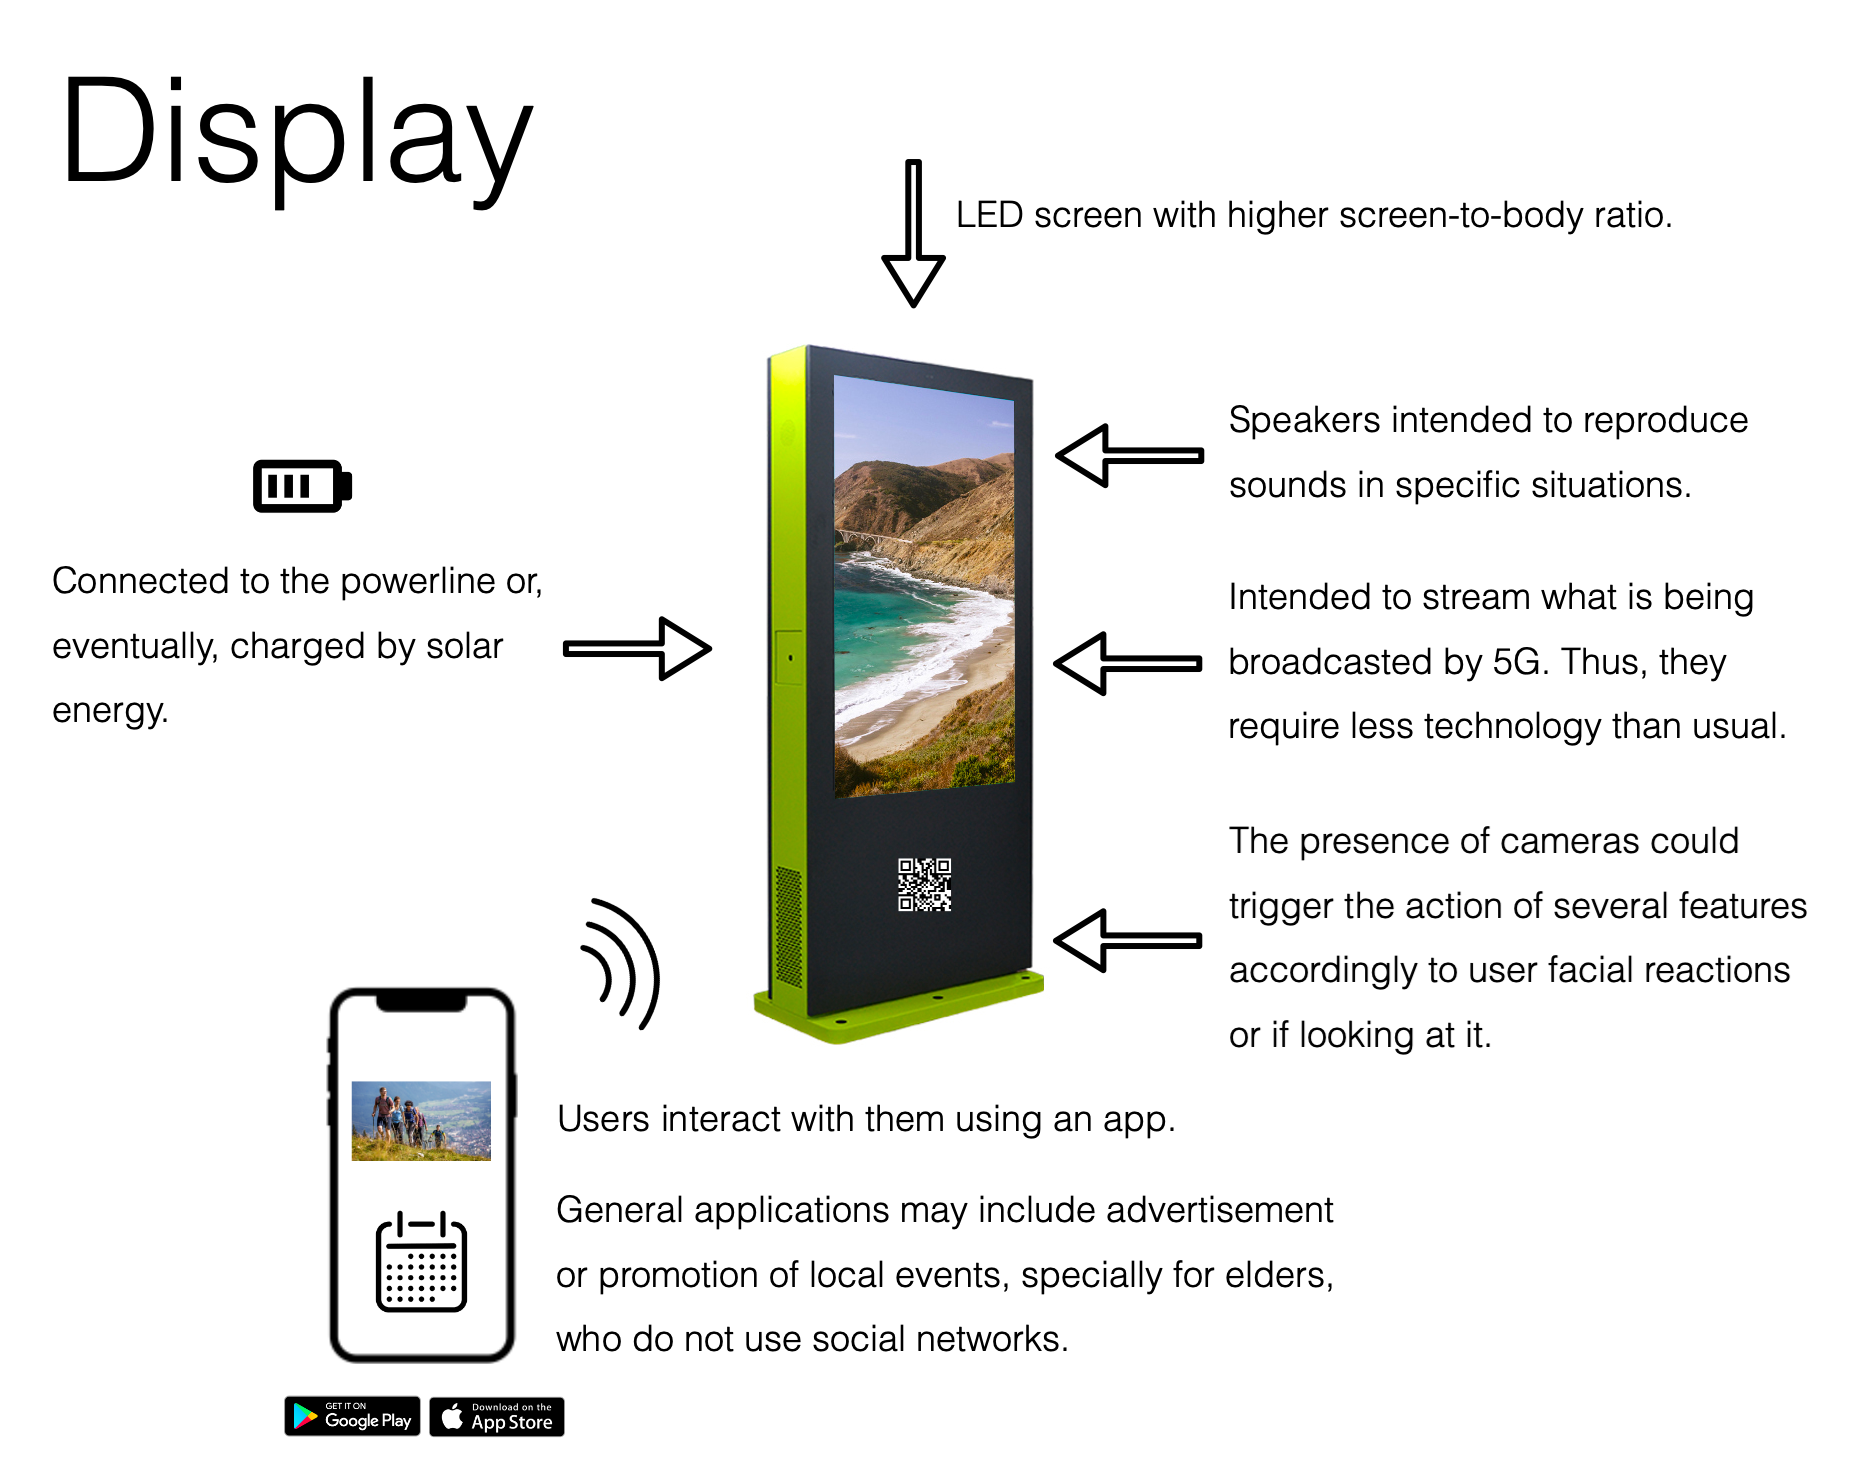 Display
LED screen with higher screen-to-body ratio.
Speakers intended to reproduce
sounds in specific situations.
Connected to the powerline or,
eventually, charged by solar
energy.
Intended to stream what is being
broadcasted by 5G. Thus, they
require less technology than usual.
The presence of cameras could
trigger the action of several features
accordingly to user facial reactions
or if looking at it.
Users interact with them using an app.
General applications may include advertisement
or promotion of local events, specially for elders,
who do not use social networks.
GET IT ON
Google Play
Download on the
App Store